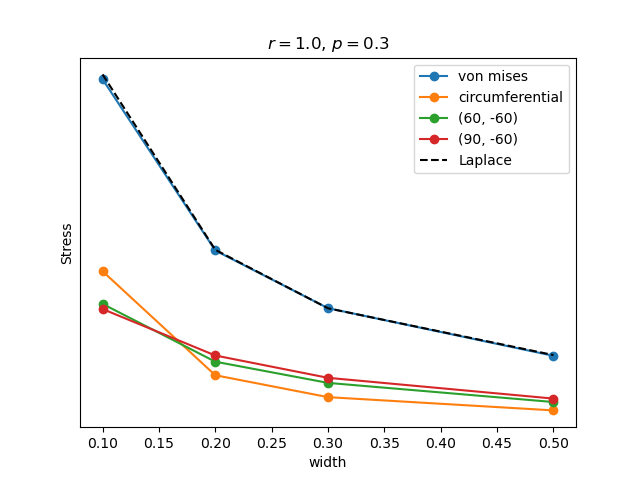 r = 1.0, p = 0.3
von mises
circumferential
(60, -60)
(90, -60)
Laplace
Stress
0.10 0.15 0.20 0.25 0.30 0.35 0.40 0.45 0.50
width